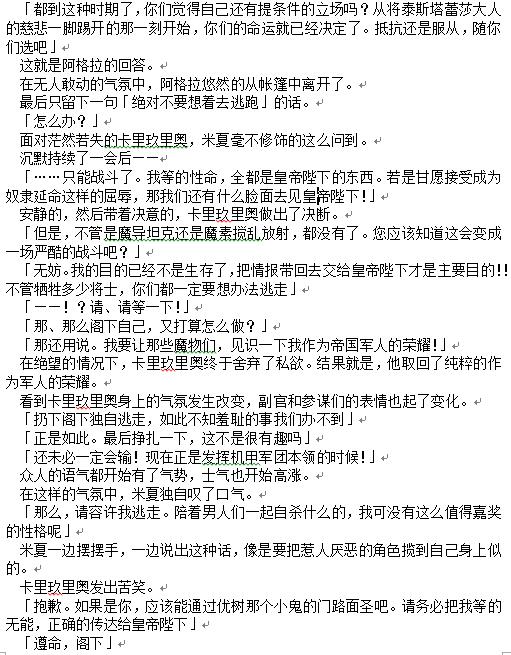 「都到这种时期了，你们觉得自己还有提条件的立场吗？从将泰斯塔蕾莎大人
的慈悲一脚踢开的那一刻开始，你们的命运就已经决定了。抵抗还是服从，随你
们选吧」
这就是阿格拉的回答。
在无人敢动的气氛中，阿格拉悠然的从帐篷中离开了。
最后只留下一句「绝对不要想着去逃跑」的话。
「怎么办？」
面对茫然若失的卡里玖里奥，米夏毫不修饰的这么问到。
沉默持续了一会后——
「……只能战斗了。我等的性命，全都是皇帝陛下的东西。若是甘愿接受成为
奴隶延命这样的屈辱，那我们还有什么脸面去见皇帝陛下！」
安静的，然后带着决意的，卡里玖里奥做出了决断。
「但是，不管是魔导坦克还是魔素搅乱放射，都没有了。您应该知道这会变成
一场严酷的战斗吧？」
「无妨。我的目的已经不是生存了，把情报带回去交给皇帝陛下才是主要目的!!
不管牺牲多少将士，你们都一定要想办法逃走」
「——！？请、请等一下！」
「那、那么阁下自己，又打算怎么做？」
「那还用说。我要让那些魔物们，见识一下我作为帝国军人的荣耀！」
在绝望的情况下，卡里玖里奥终于舍弃了私欲。结果就是，他取回了纯粹的作
为军人的荣耀。
看到卡里玖里奥身上的气氛发生改变，副官和参谋们的表情也起了变化。
「扔下阁下独自逃走，如此不知羞耻的事我们办不到」
「正是如此。最后挣扎一下，这不是很有趣吗」
「还未必一定会输！现在正是发挥机甲军团本领的时候！」
众人的语气都开始有了气势，士气也开始高涨。
在这样的气氛中，米夏独自叹了口气。
「那么，请容许我逃走。陪着男人们一起自杀什么的，我可没有这么值得嘉奖
的性格呢」
米夏一边摆摆手，一边说出这种话，像是要把惹人厌恶的角色揽到自己身上似
的。
卡里玖里奥发出苦笑。
「抱歉。如果是你，应该能通过优树那个小鬼的门路面圣吧。请务必把我等的
无能，正确的传达给皇帝陛下」
「遵命，阁下」